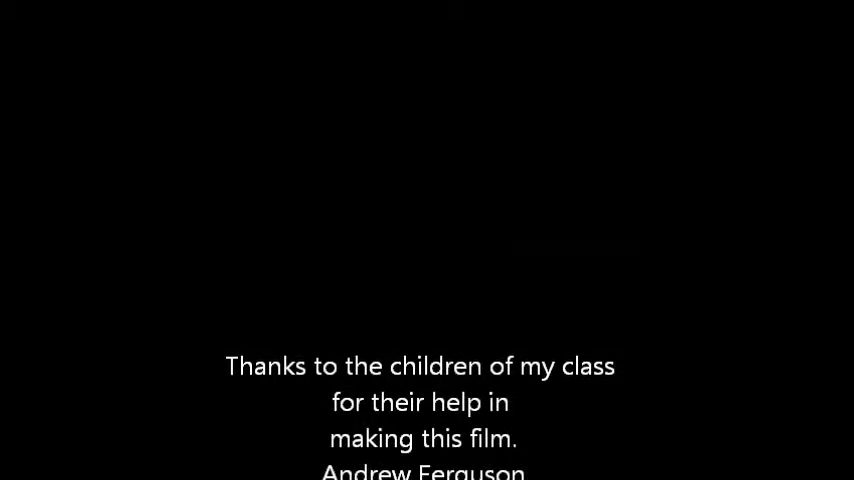 Thanks to the children of my class
for their help in
making this film.
Andrew Ferguson